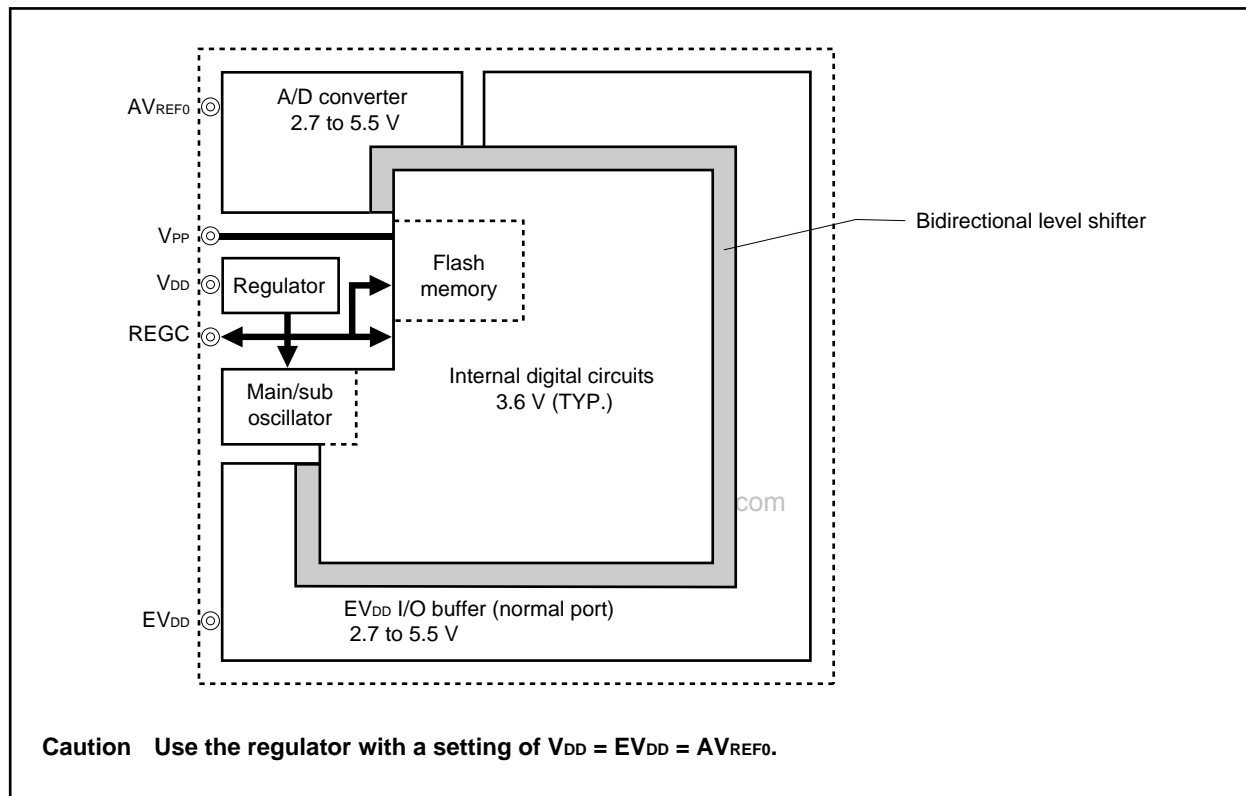 AVREF0
A/D converter
2.7 to 5.5 V
Bidirectional level shifter
VPP
Flash
memory
VDD
Regulator
REGC
Main/sub
oscillator
Internal digital circuits
3.6 V (TYP.)
com
EVDD I/O buffer (normal port)
2.7 to 5.5 V
EVDD
Caution Use the regulator with a setting of VDD = EVDD = AVREF0.